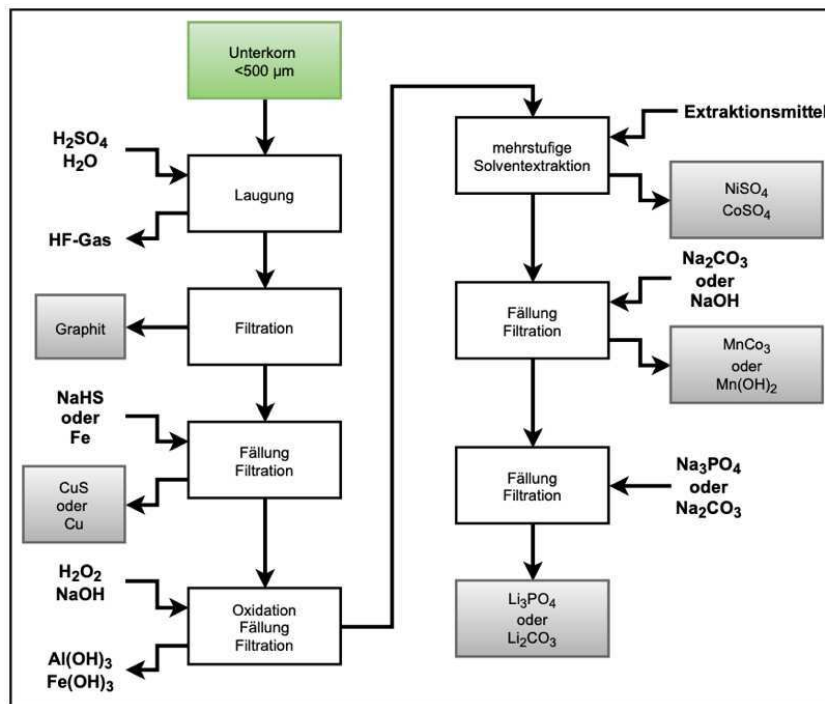 Unterkorn
<500 µm
H₂SO₄
H₂O
Laugung
HF-Gas
Graphit
Filtration
NaHS
oder
Fe
Fällung
Filtration
CuS
oder
Cu
H₂O₂
NaOH
Oxidation
Fällung
Filtration
Al(OH)₃
Fe(OH)₃
Extraktionsmittel
mehrstufige
Solventextraktion
NiSO₄
CoSO₄
Na₂CO₃
oder
NaOH
Fällung
Filtration
MnCo₃
oder
Mn(OH)₂
Fällung
Filtration
Na₃PO₄
oder
Na₂CO₃
Li₃PO₄
oder
Li₂CO₃